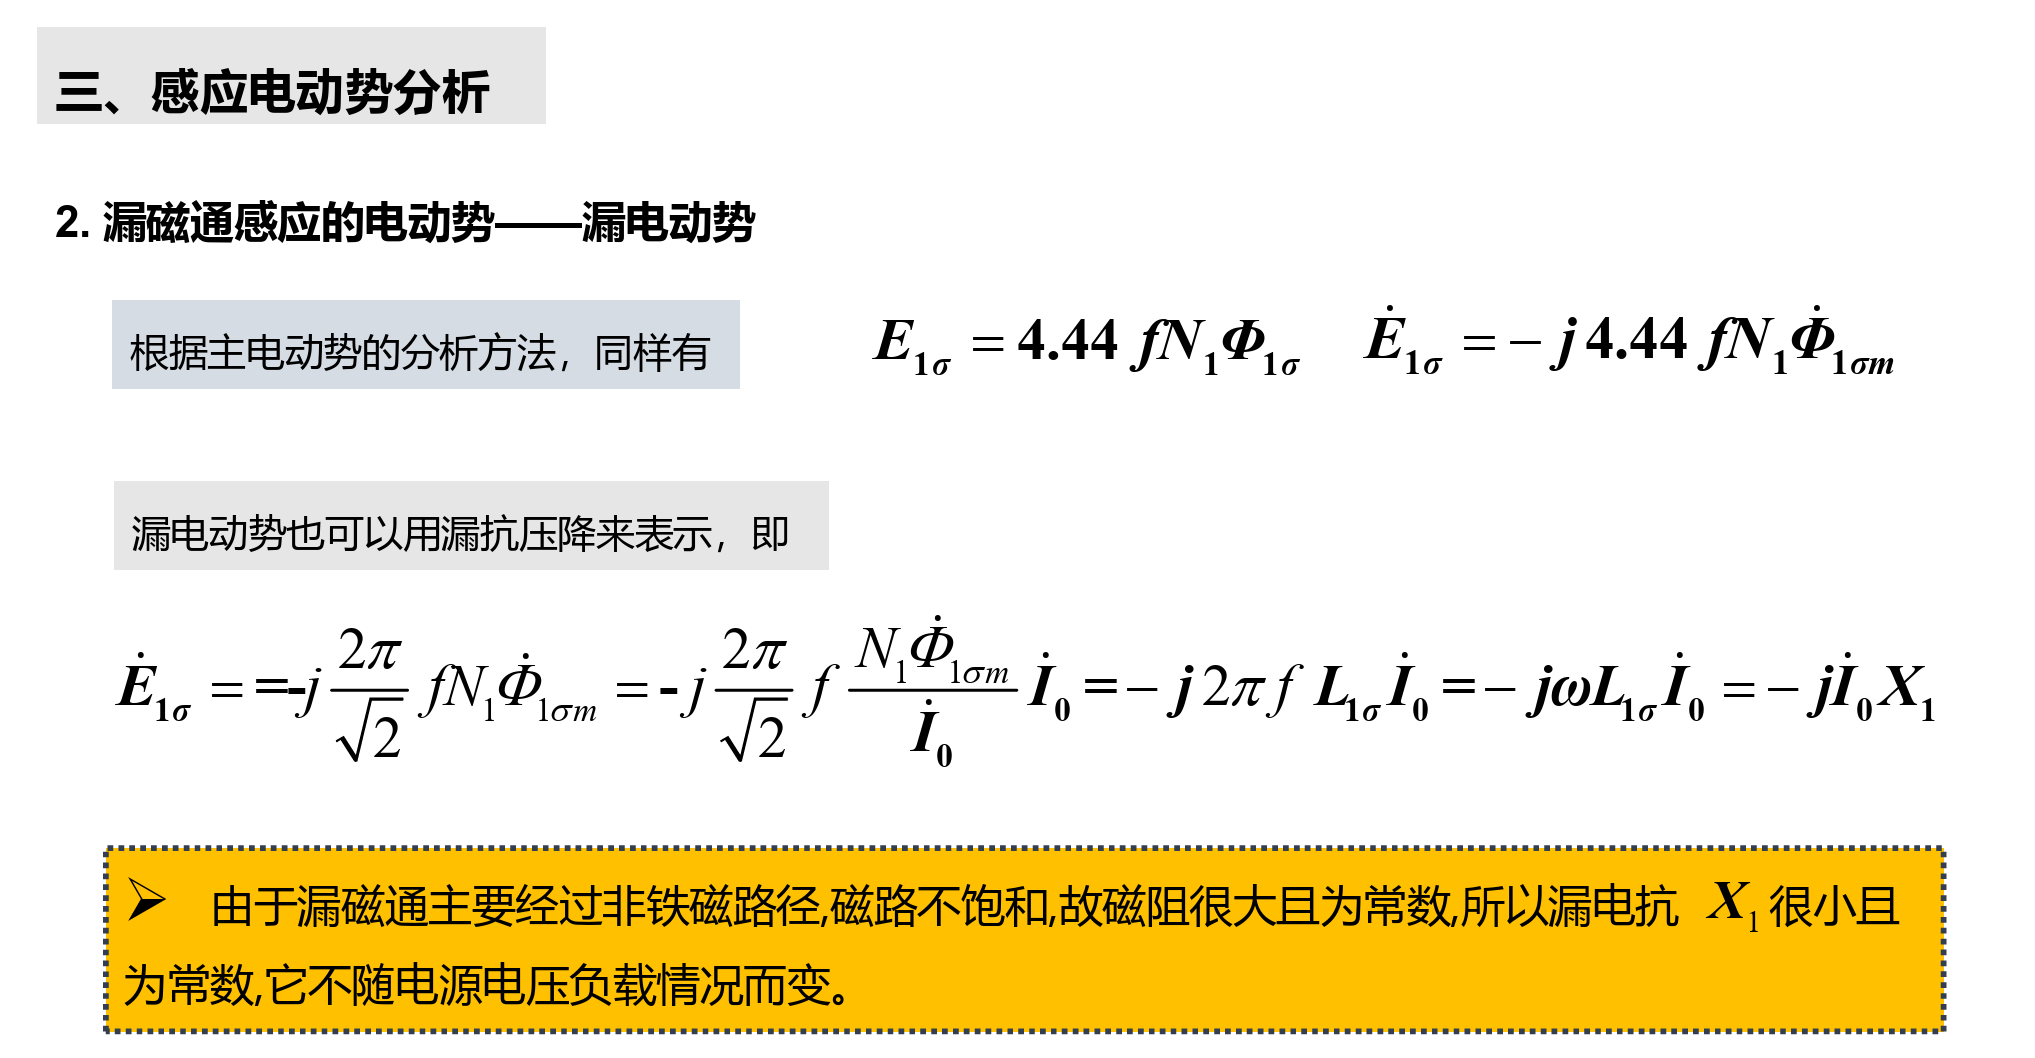 三、感应电动势分析
2. 漏磁通感应的电动势——漏电动势
根据主电动势的分析方法，同样有
$E_{1\sigma} = 4.44 f N_1 \Phi_{1\sigma}$ $\dot{E}_{1\sigma} = -j4.44 f N_1 \dot{\Phi}_{1\sigma m}$
漏电动势也可以用漏抗压降来表示，即
$\dot{E}_{1\sigma} = =-j\frac{2\pi}{\sqrt{2}} f N_1 \dot{\Phi}_{1\sigma m} = -j\frac{2\pi}{\sqrt{2}} f \frac{N_1 \dot{\Phi}_{1\sigma m}}{\dot{I}_0} \dot{I}_0 = -j2\pi f L_{1\sigma} \dot{I}_0 = -j\omega L_{1\sigma} \dot{I}_0 = -j\dot{I}_0 X_1$
➢ 由于漏磁通主要经过非铁磁路径,磁路不饱和,故磁阻很大且为常数,所以漏电抗 $X_1$ 很小且
为常数,它不随电源电压负载情况而变。